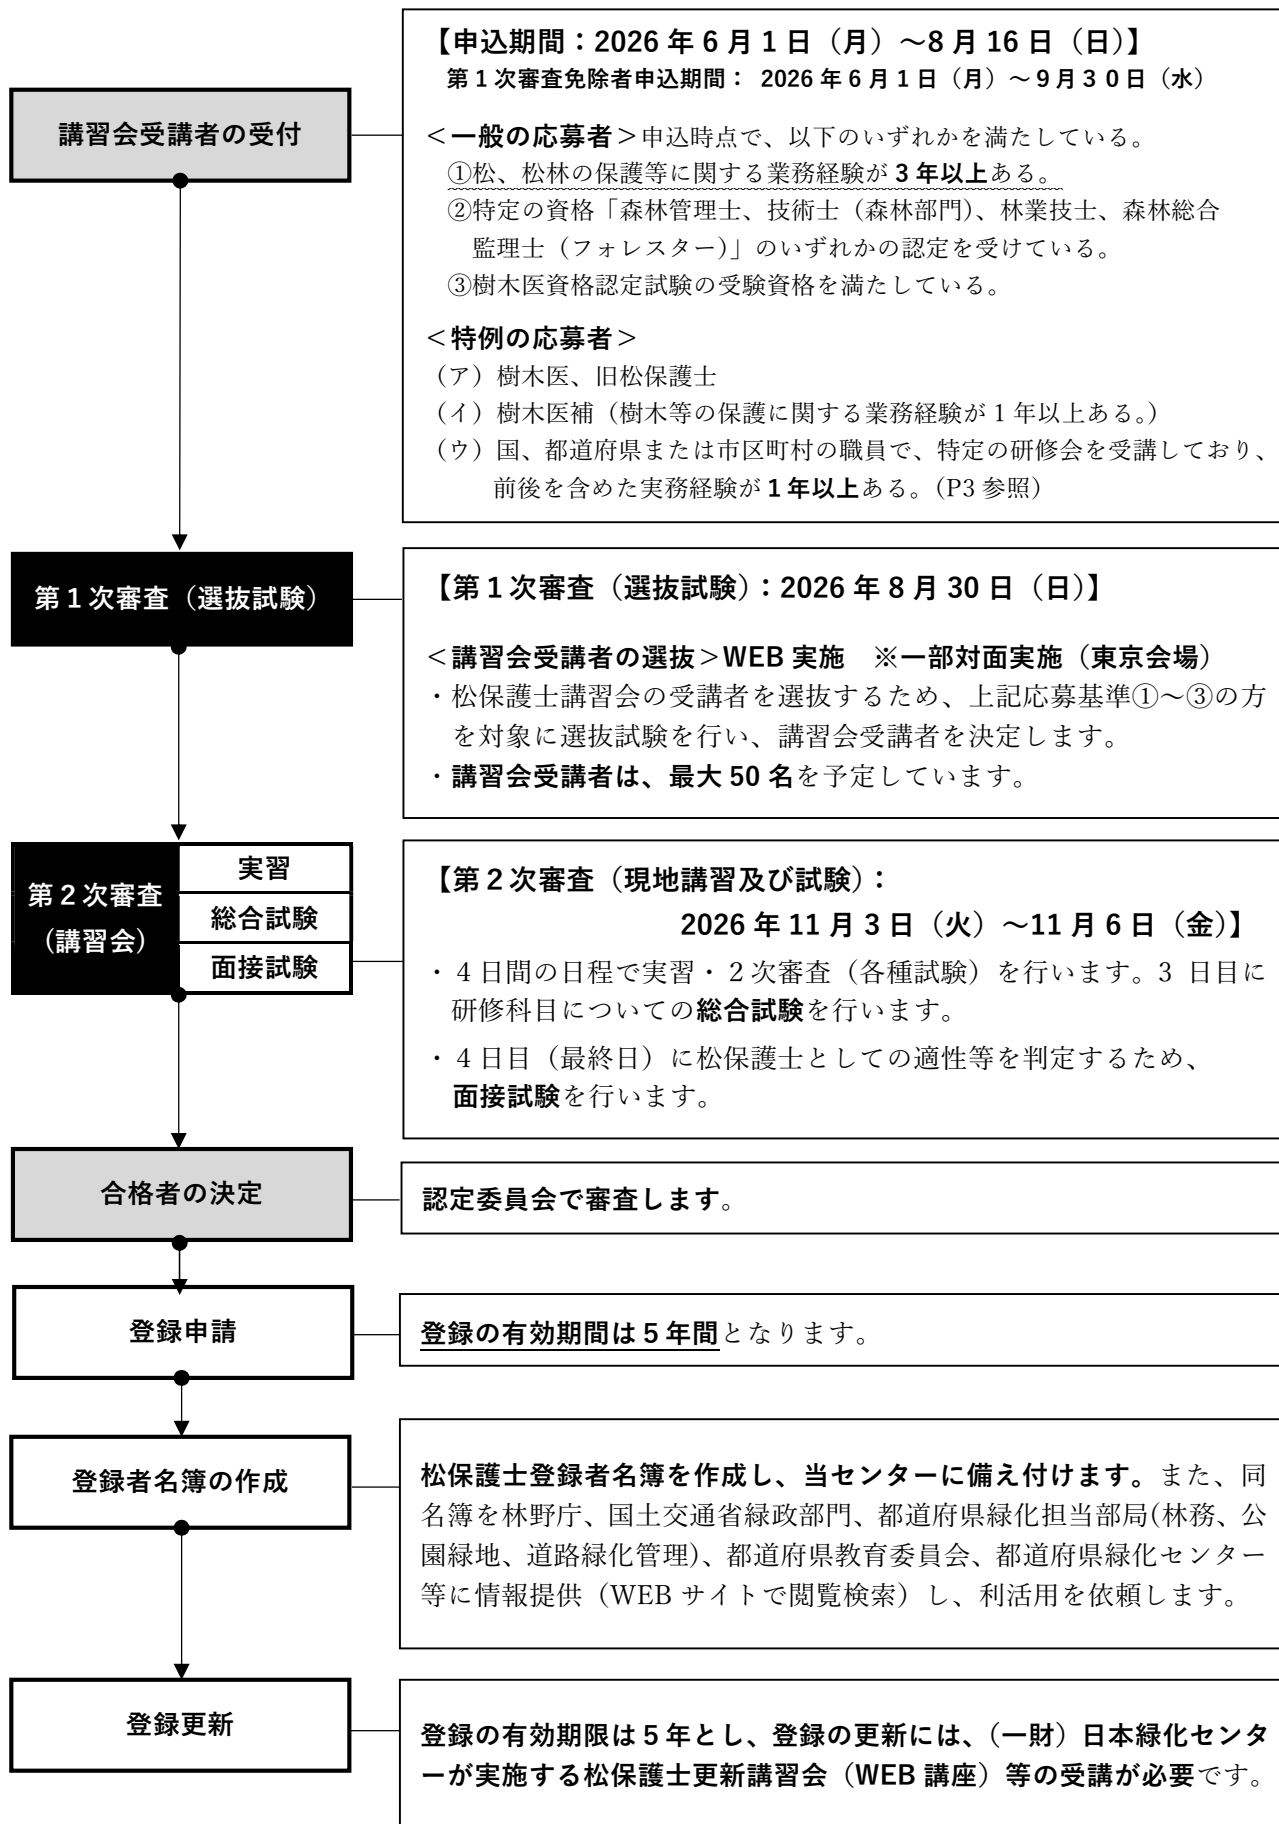 講習会受講者の受付
【申込期間：2026 年 6 月 1 日（月）～8 月 16 日（日）】
第１次審査免除者申込期間： 2026 年 6 月 1 日（月）～９月３０日（水）
＜一般の応募者＞申込時点で、以下のいずれかを満たしている。
①松、松林の保護等に関する業務経験が 3 年以上ある。
②特定の資格「森林管理士、技術士（森林部門）、林業技士、森林総合
監理士（フォレスター）」のいずれかの認定を受けている。
③樹木医資格認定試験の受験資格を満たしている。
＜特例の応募者＞
（ア）樹木医、旧松保護士
（イ）樹木医補（樹木等の保護に関する業務経験が 1 年以上ある。）
（ウ）国、都道府県または市区町村の職員で、特定の研修会を受講しており、
前後を含めた実務経験が 1 年以上ある。（P3 参照）
第１次審査（選抜試験）
【第１次審査（選抜試験）：2026 年 8 月 30 日（日）】
＜講習会受講者の選抜＞WEB 実施　※一部対面実施（東京会場）
・松保護士講習会の受講者を選抜するため、上記応募基準①～③の方
を対象に選抜試験を行い、講習会受講者を決定します。
・講習会受講者は、最大 50 名を予定しています。
第２次審査
（講習会）
実習
総合試験
面接試験
【第２次審査（現地講習及び試験）：
2026 年 11 月 3 日（火）～11 月 6 日（金）】
・４日間の日程で実習・２次審査（各種試験）を行います。3 日目に
研修科目についての総合試験を行います。
・４日目（最終日）に松保護士としての適性等を判定するため、
面接試験を行います。
合格者の決定
認定委員会で審査します。
登録申請
登録の有効期間は 5 年間となります。
登録者名簿の作成
松保護士登録者名簿を作成し、当センターに備え付けます。また、同
名簿を林野庁、国土交通省緑政部門、都道府県緑化担当部局(林務、公
園緑地、道路緑化管理)、都道府県教育委員会、都道府県緑化センター
等に情報提供（WEB サイトで閲覧検索）し、利活用を依頼します。
登録更新
登録の有効期限は 5 年とし、登録の更新には、（一財）日本緑化センタ
ーが実施する松保護士更新講習会（WEB 講座）等の受講が必要です。